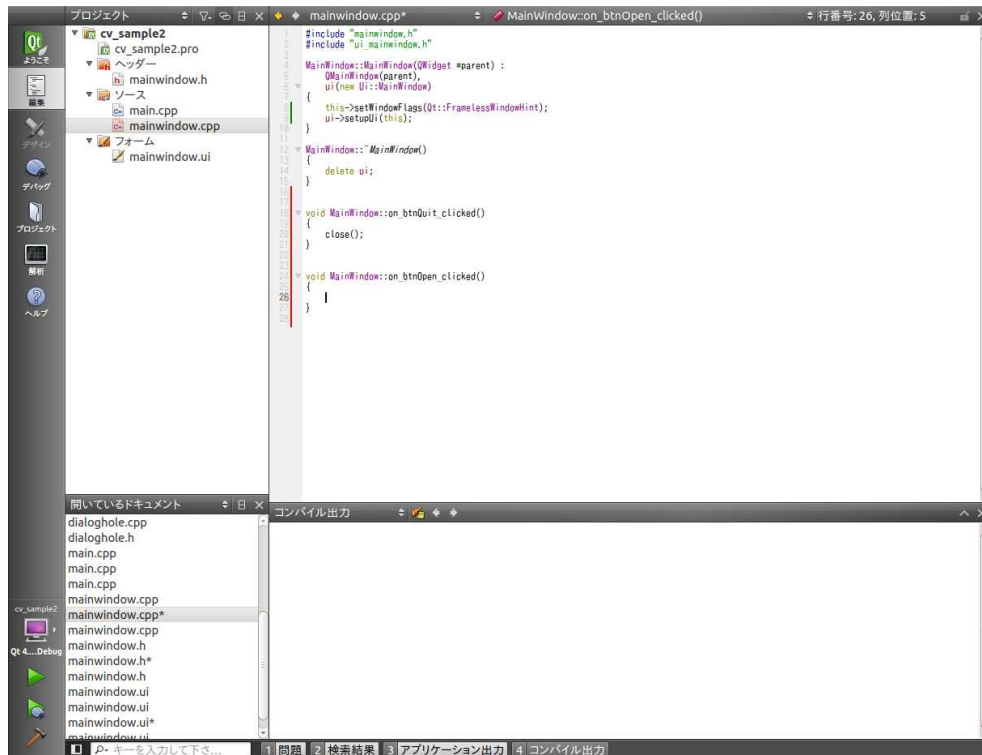 プロジェクト
mainwindow.cpp*
MainWindow::on_btnOpen_clicked()
行番号: 26, 列位置: 5
Qt
ようこそ
編集
デザイン
デバッグ
プロジェクト
解析
ヘルプ
cv_sample2
Qt 4....Debug
cv_sample2
cv_sample2.pro
ヘッダー
mainwindow.h
ソース
main.cpp
mainwindow.cpp
フォーム
mainwindow.ui
#include "mainwindow.h"
#include "ui_mainwindow.h"
MainWindow::MainWindow(QWidget *parent) :
QMainWindow(parent),
ui(new Ui::MainWindow)
{
this->setWindowFlags(Qt::FramelessWindowHint);
ui->setupUi(this);
}
MainWindow::~MainWindow()
{
delete ui;
}
void MainWindow::on_btnQuit_clicked()
{
close();
}
void MainWindow::on_btnOpen_clicked()
{
26
}
開いているドキュメント
dialoghole.cpp
dialoghole.h
main.cpp
main.cpp
main.cpp
mainwindow.cpp
mainwindow.cpp*
mainwindow.cpp
mainwindow.h
mainwindow.h*
mainwindow.h
mainwindow.ui
mainwindow.ui
mainwindow.ui*
mainwindow.ui
コンパイル出力
キーを入力して下さ...
1 問題
2 検索結果
3 アプリケーション出力
4 コンパイル出力